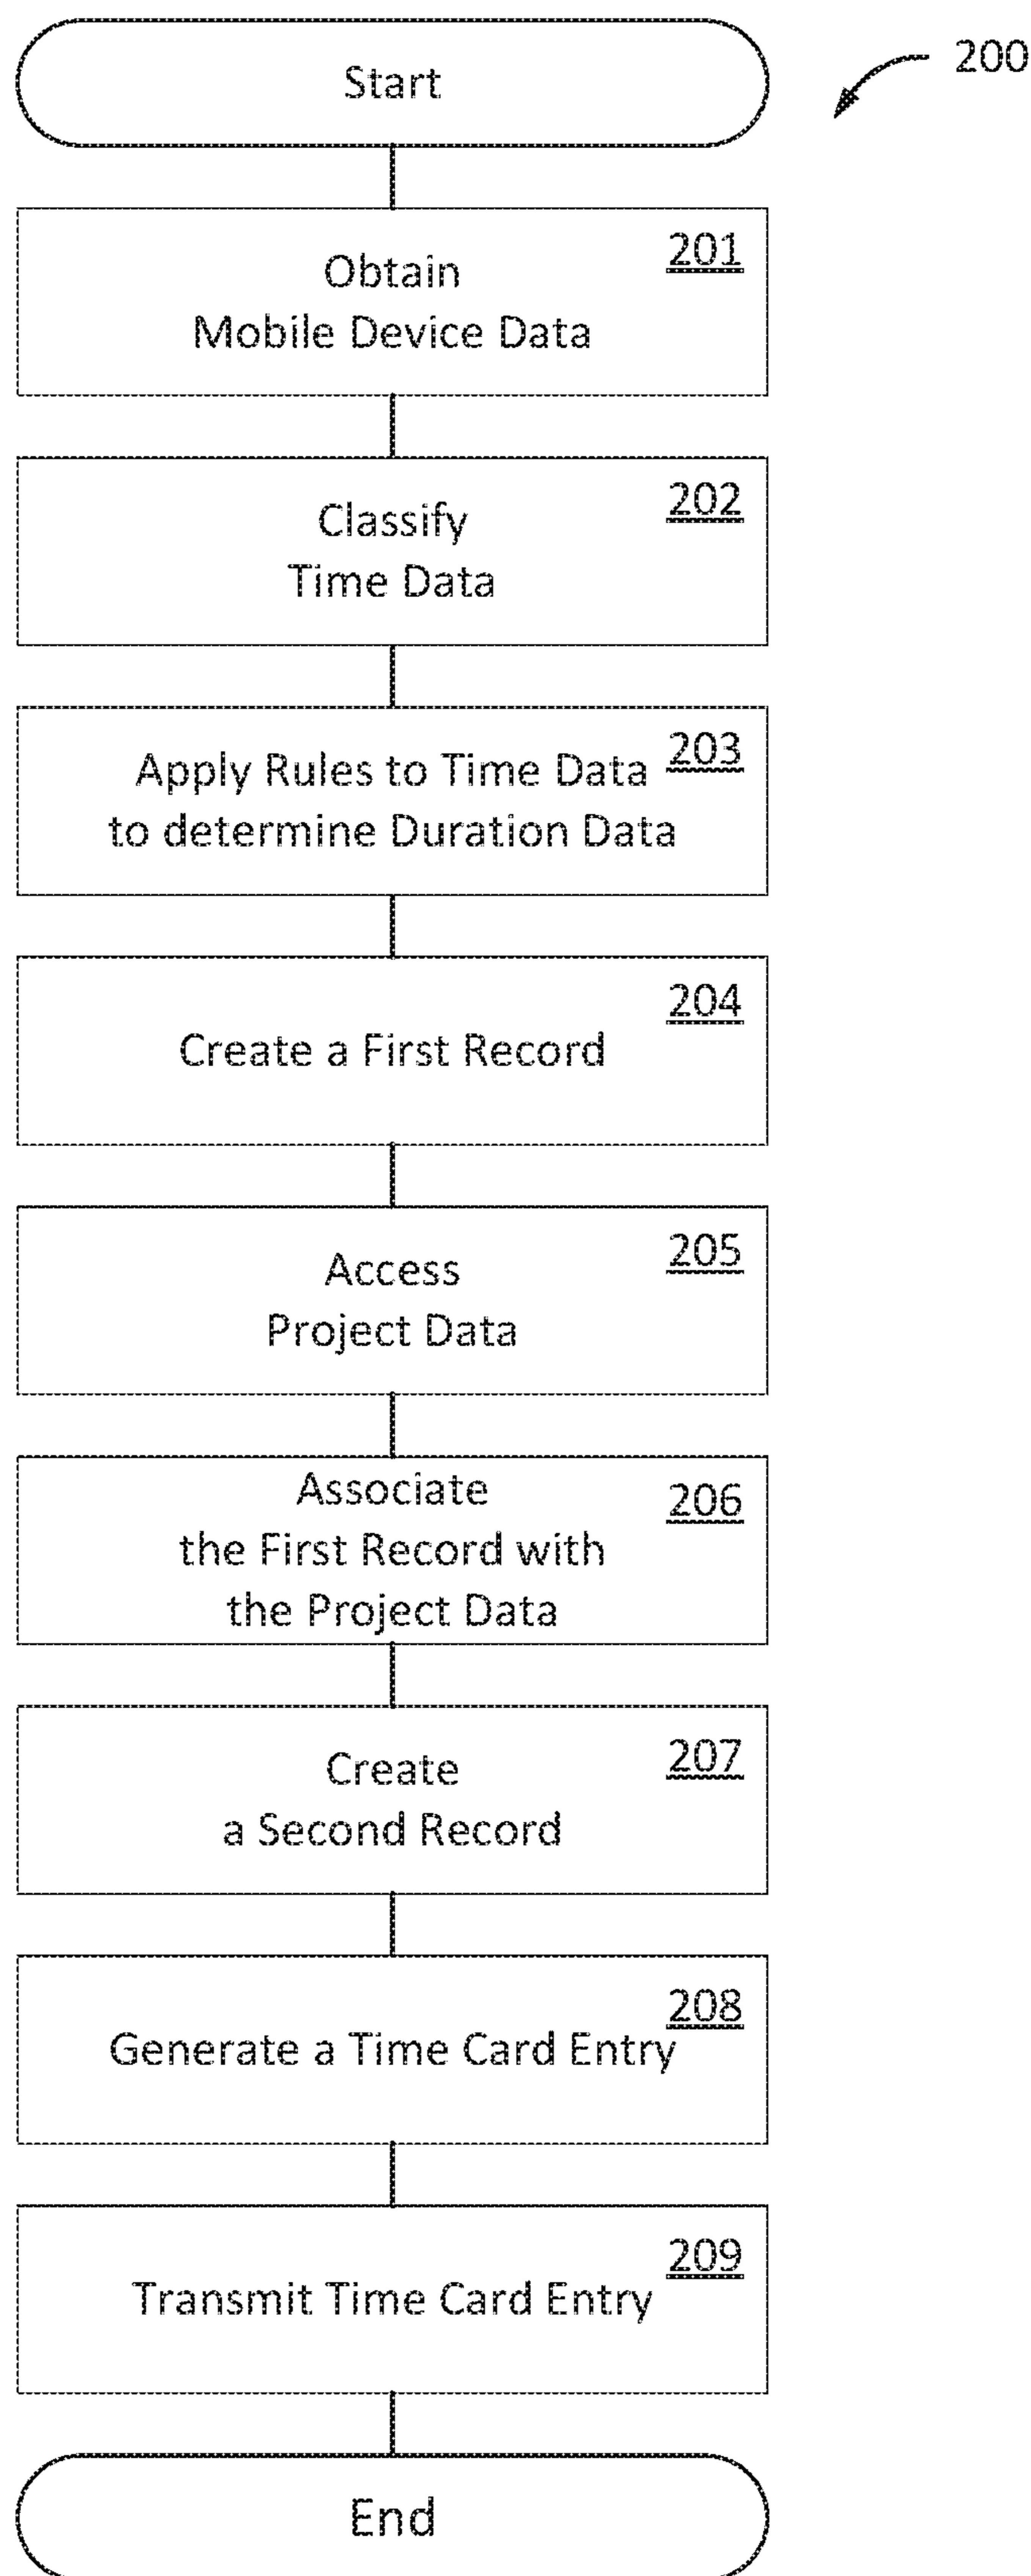 Start
200
201
Obtain
Mobile Device Data
202
Classify
Time Data
203
Apply Rules to Time Data
to determine Duration Data
204
Create a First Record
205
Access
Project Data
206
Associate
the First Record with
the Project Data
207
Create
a Second Record
208
Generate a Time Card Entry
209
Transmit Time Card Entry
End